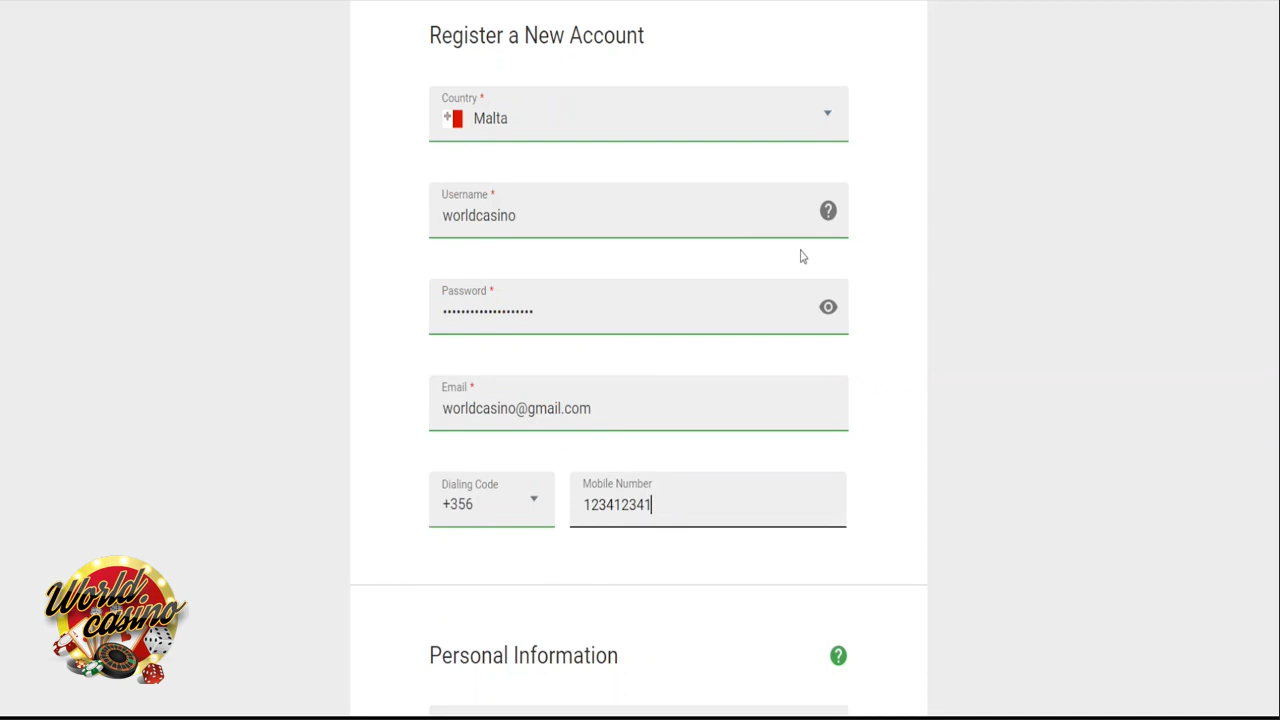 Register a New Account
Country *
Malta
Username *
worldcasino
Password *
••••••••••••••••••••
Email *
worldcasino@gmail.com
Dialing Code
+356
Mobile Number
123412341
World
casino
Personal Information